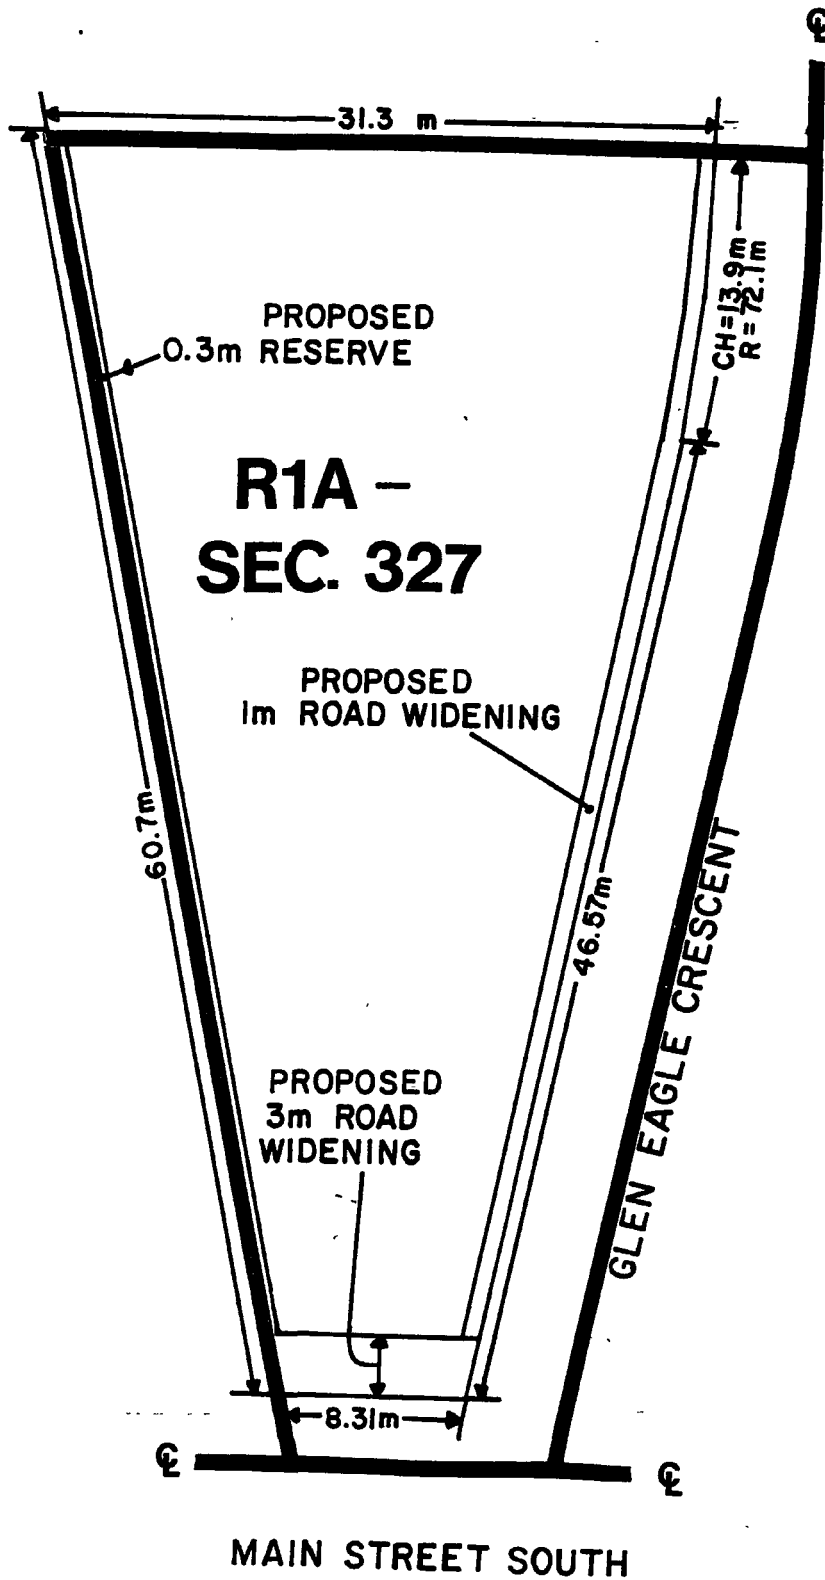 ℄
31.3 m
CH=13.9m
R=72.1m
PROPOSED
0.3m RESERVE
R1A –
SEC. 327
PROPOSED
1m ROAD WIDENING
60.7m
46.57m
GLEN EAGLE CRESCENT
PROPOSED
3m ROAD
WIDENING
8.31m
℄
℄
MAIN STREET SOUTH